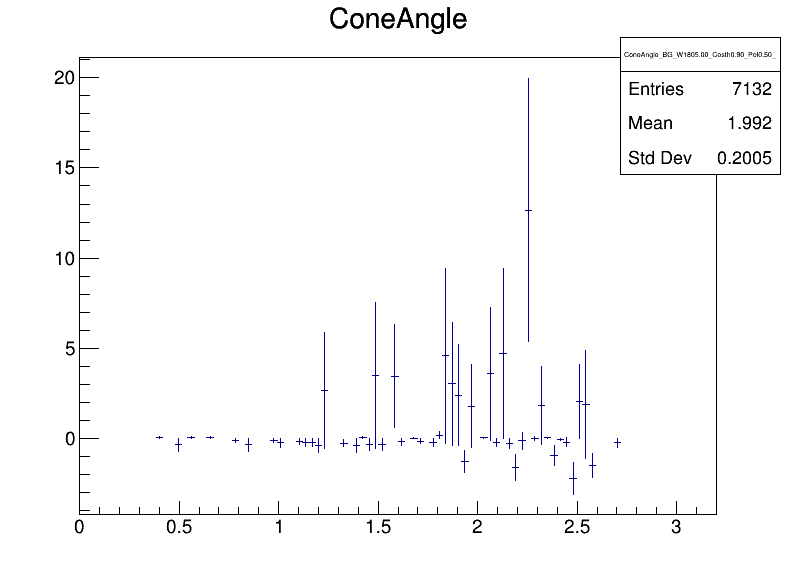 ConeAngle
ConeAngle_BG_W1805.00_Costh0.90_Pol0.50_
Entries 7132
Mean 1.992
Std Dev 0.2005
20
15
10
5
0
0 0.5 1 1.5 2 2.5 3